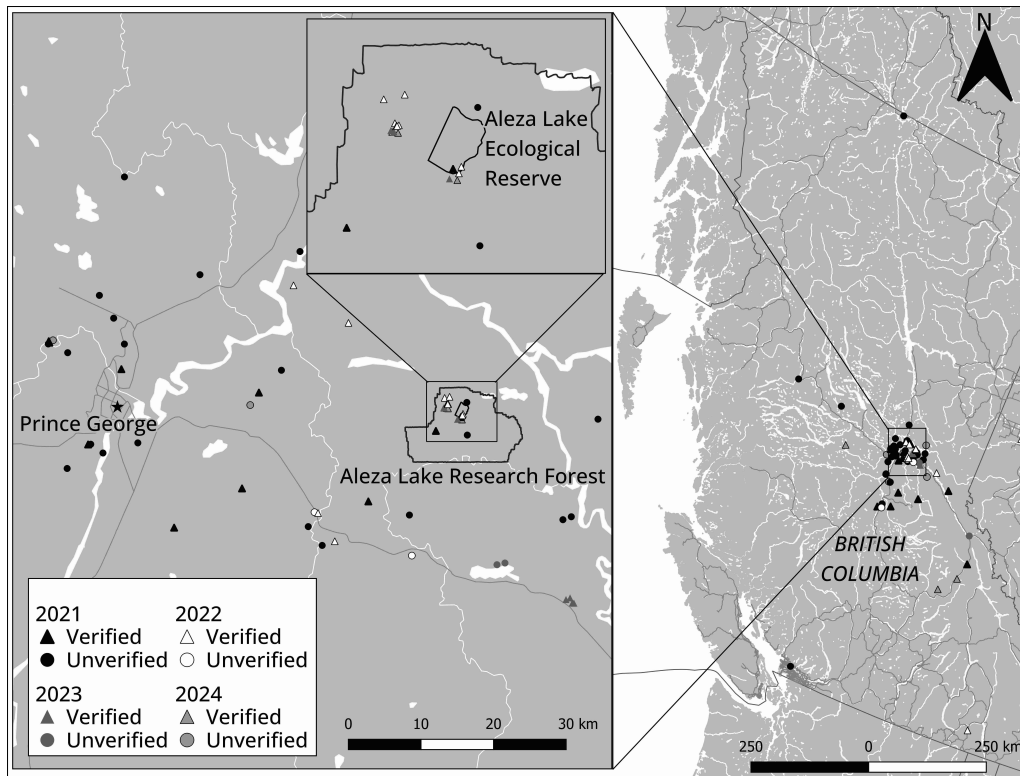 N
Aleza Lake
Ecological
Reserve
Prince George
Aleza Lake Research Forest
BRITISH
COLUMBIA
2021
Verified
Unverified
2022
Verified
Unverified
2023
Verified
Unverified
2024
Verified
Unverified
0 10 20 30 km
250 0 250 km